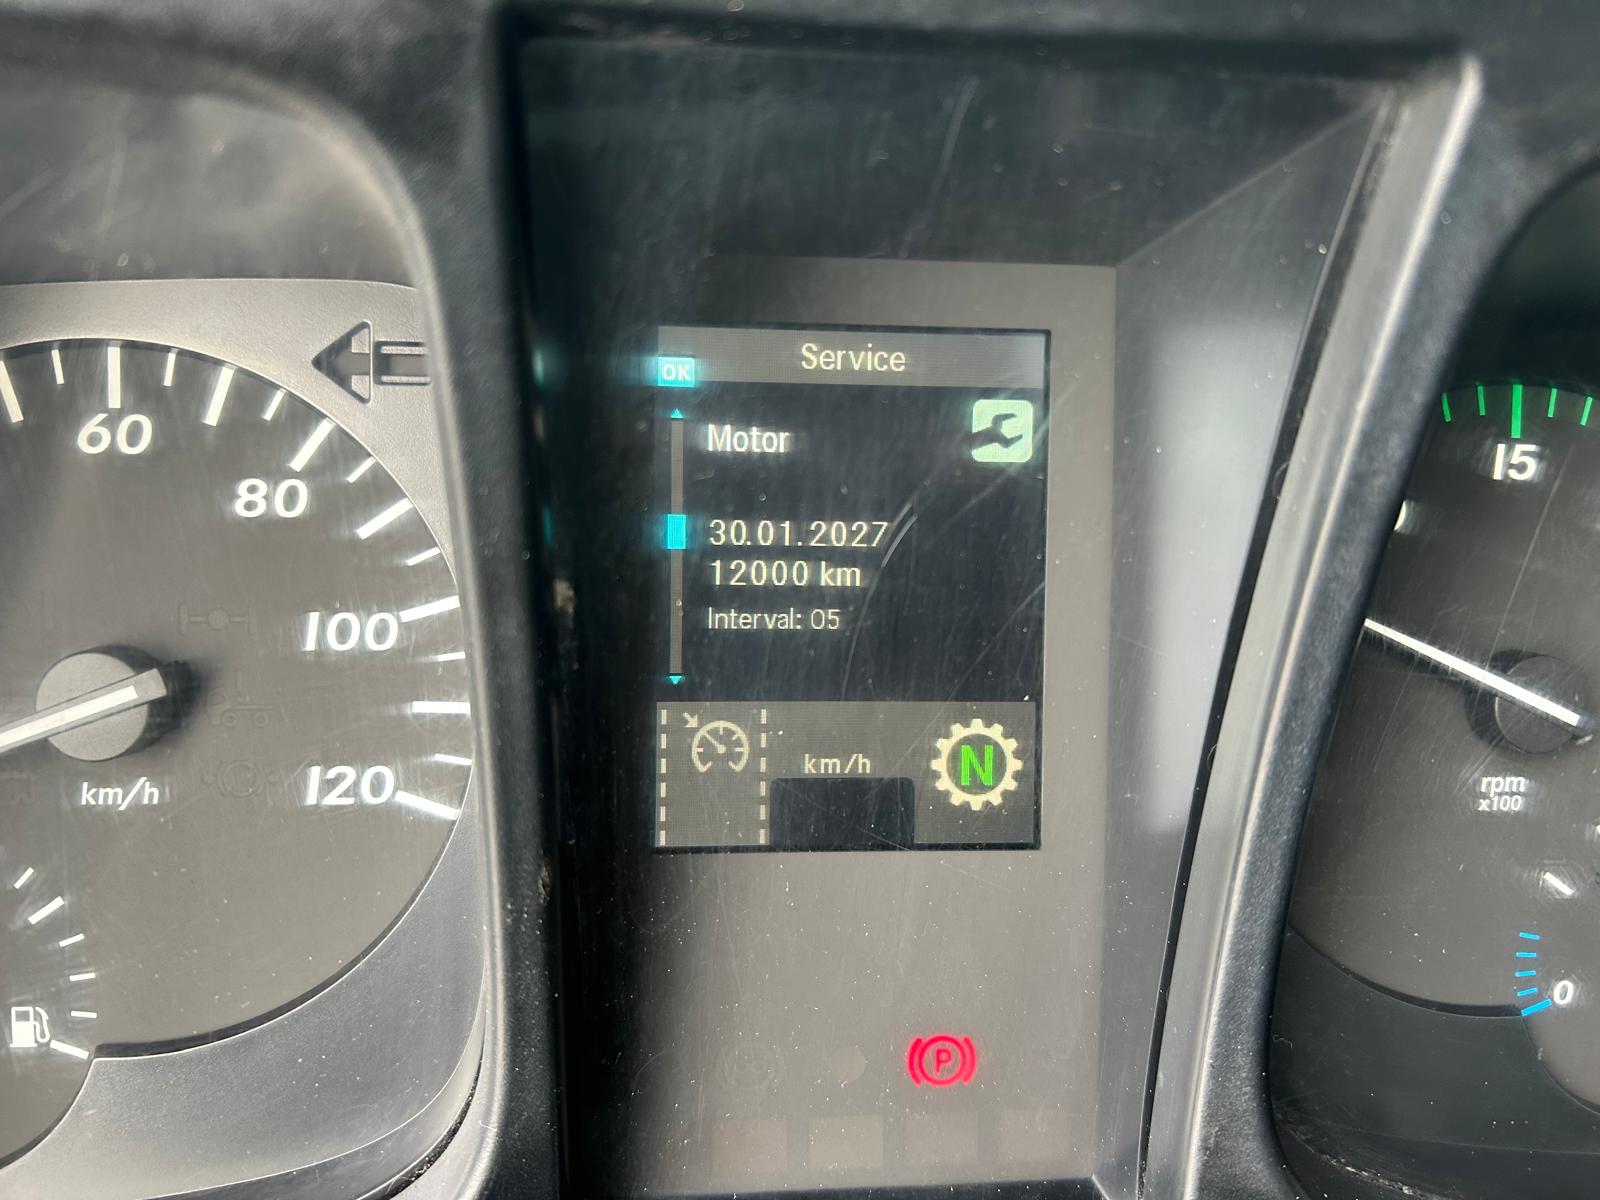 Service
OK
Motor
30.01.2027
12000 km
Interval: 05
km/h
N
P
60
80
100
120
km/h
15
rpm
x100
0